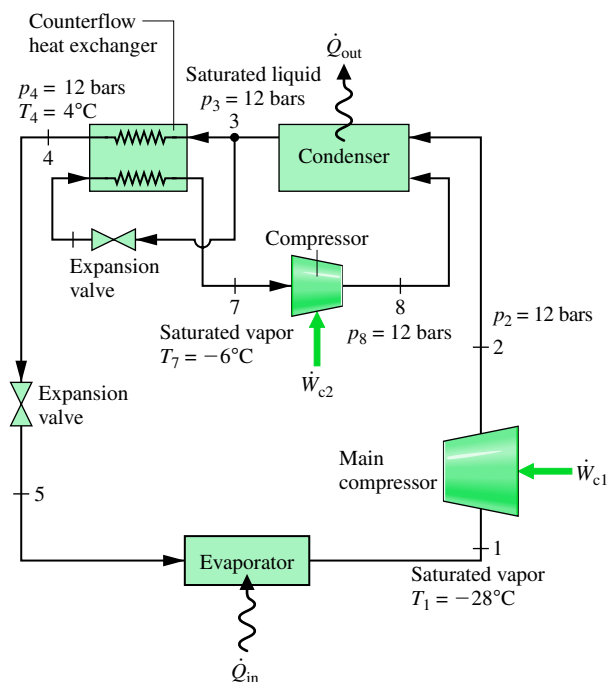 Counterflow
heat exchanger
Q̇out
p4 = 12 bars
T4 = 4°C
Saturated liquid
p3 = 12 bars
3
4
Condenser
Expansion
valve
Compressor
7
8
Saturated vapor
T7 = −6°C
p8 = 12 bars
Ẇc2
p2 = 12 bars
2
Expansion
valve
Main
compressor
Ẇc1
5
Evaporator
1
Saturated vapor
T1 = −28°C
Q̇in